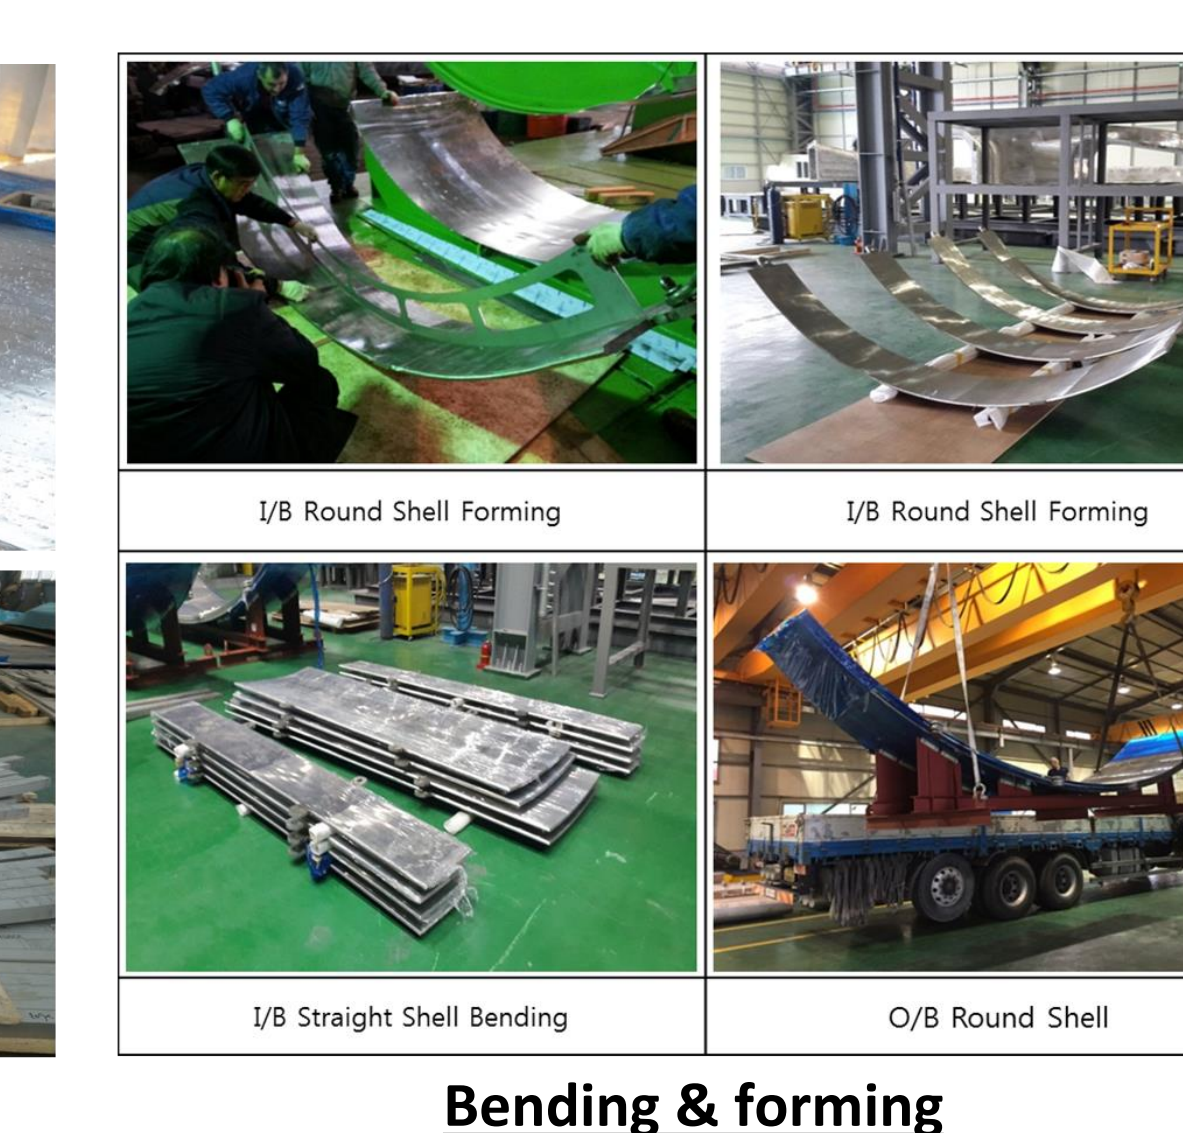 I/B Round Shell Forming
I/B Round Shell Forming
I/B Straight Shell Bending
O/B Round Shell
Bending & forming